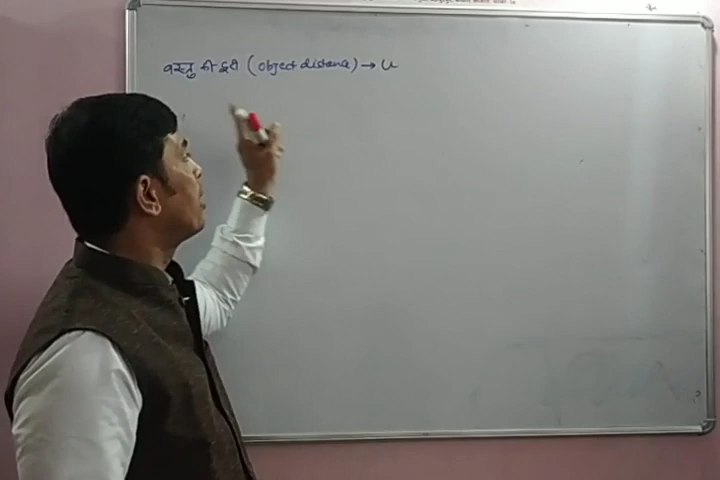 वस्तु की दूरी (object distance) → u